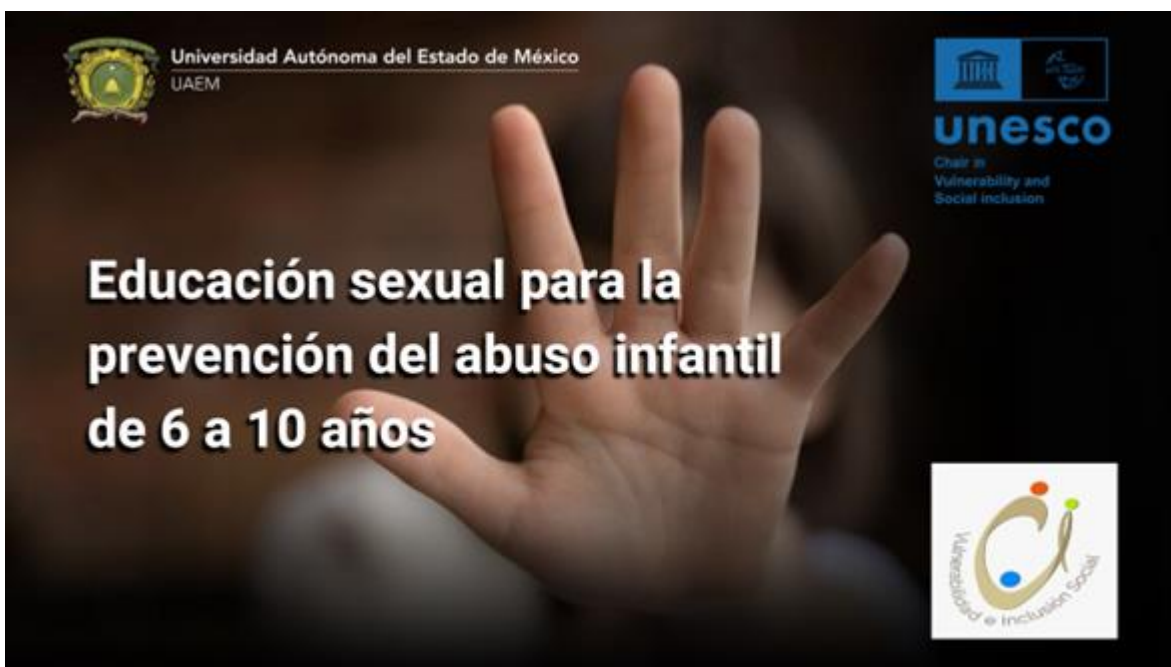 Universidad Autónoma del Estado de México
UAEM
unesco
Chair in
Vulnerability and
Social inclusion
Educación sexual para la
prevención del abuso infantil
de 6 a 10 años
Vulnerabilidad e Inclusión Social